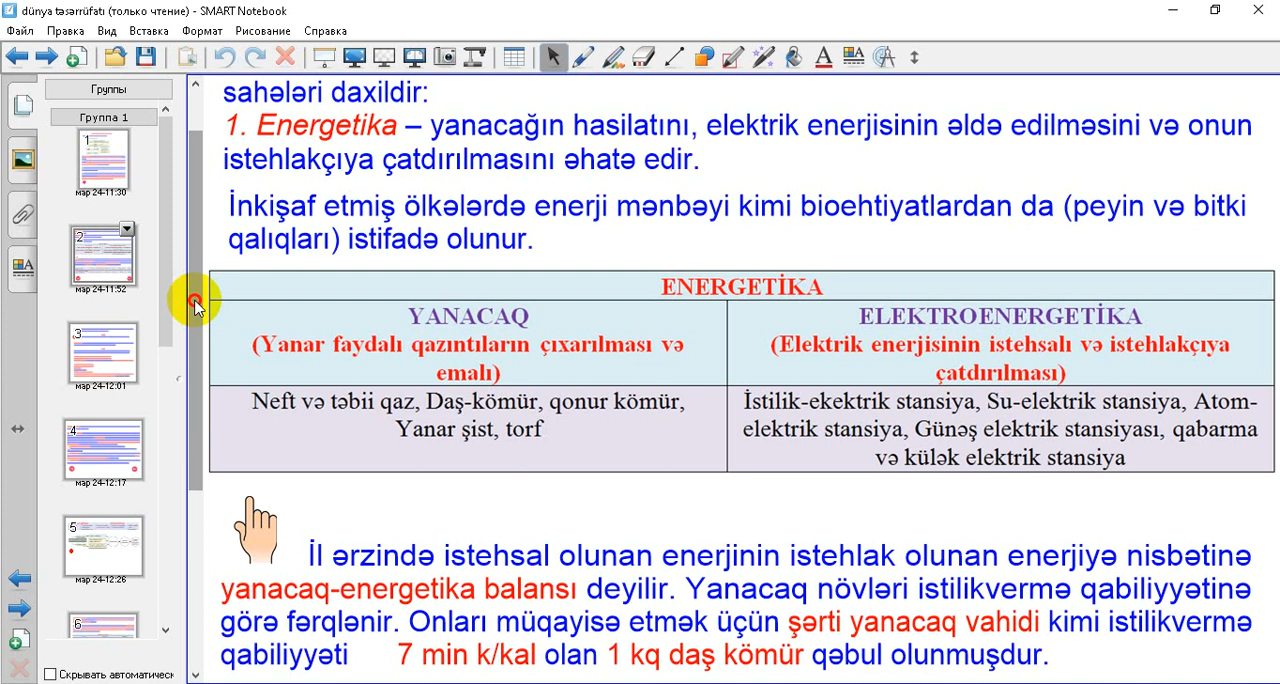 dünya təsərrüfatı (только чтение) - SMART Notebook
Файл Правка Вид Вставка Формат Рисование Справка
Группы
Группа 1
1
мар 24-11:30
2
мар 24-11:52
3
мар 24-12:01
4
мар 24-12:17
5
мар 24-12:26
6
Скрывать автоматическ
sahələri daxildir:
1. Energetika – yanacağın hasilatını, elektrik enerjisinin əldə edilməsini və onun
istehlakçıya çatdırılmasını əhatə edir.
İnkişaf etmiş ölkələrdə enerji mənbəyi kimi bioehtiyatlardan da (peyin və bitki
qalıqları) istifadə olunur.
ENERGETİKA
YANACAQ
(Yanar faydalı qazıntıların çıxarılması və
emalı)
ELEKTROENERGETİKA
(Elektrik enerjisinin istehsalı və istehlakçıya
çatdırılması)
Neft və təbii qaz, Daş-kömür, qonur kömür,
Yanar şist, torf
İstilik-ekektrik stansiya, Su-elektrik stansiya, Atom-
elektrik stansiya, Günəş elektrik stansiyası, qabarma
və külək elektrik stansiya
İl ərzində istehsal olunan enerjinin istehlak olunan enerjiyə nisbətinə
yanacaq-energetika balansı deyilir. Yanacaq növləri istilikvermə qabiliyyətinə
görə fərqlənir. Onları müqayisə etmək üçün şərti yanacaq vahidi kimi istilikvermə
qabiliyyəti 7 min k/kal olan 1 kq daş kömür qəbul olunmuşdur.